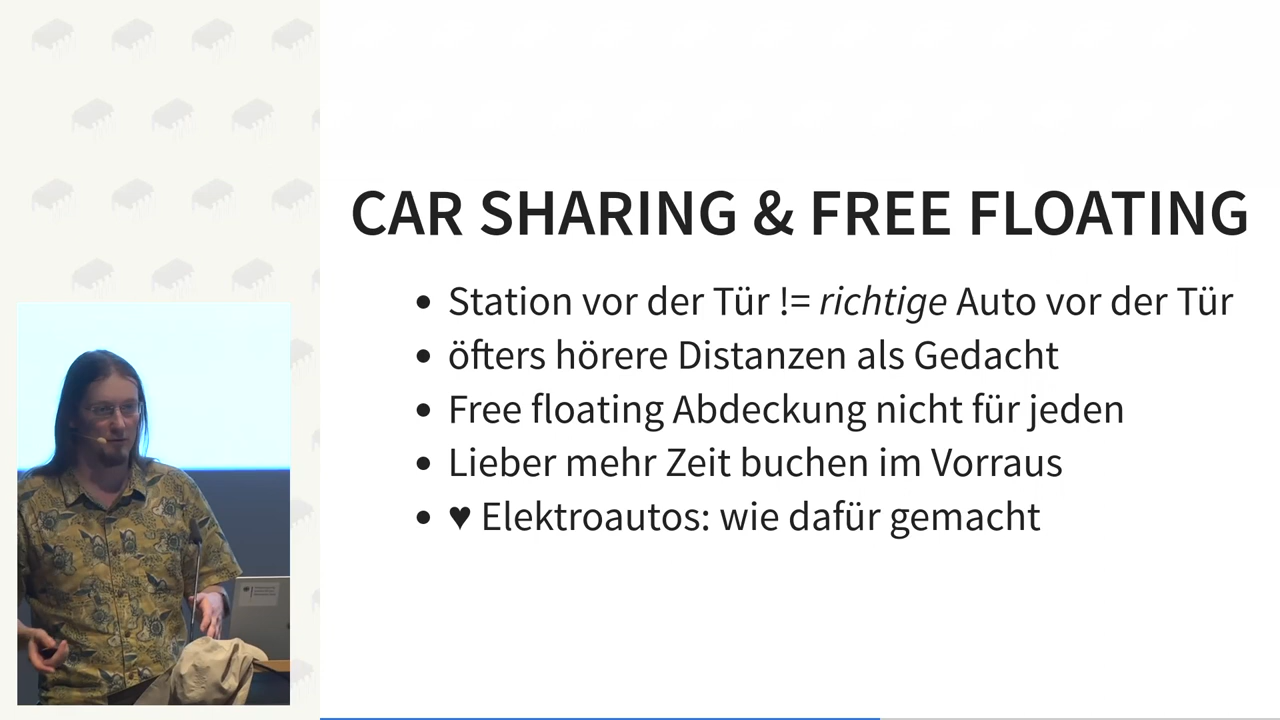 CAR SHARING & FREE FLOATING
• Station vor der Tür != richtige Auto vor der Tür
• öfters hörere Distanzen als Gedacht
• Free floating Abdeckung nicht für jeden
• Lieber mehr Zeit buchen im Vorraus
• ♥ Elektroautos: wie dafür gemacht